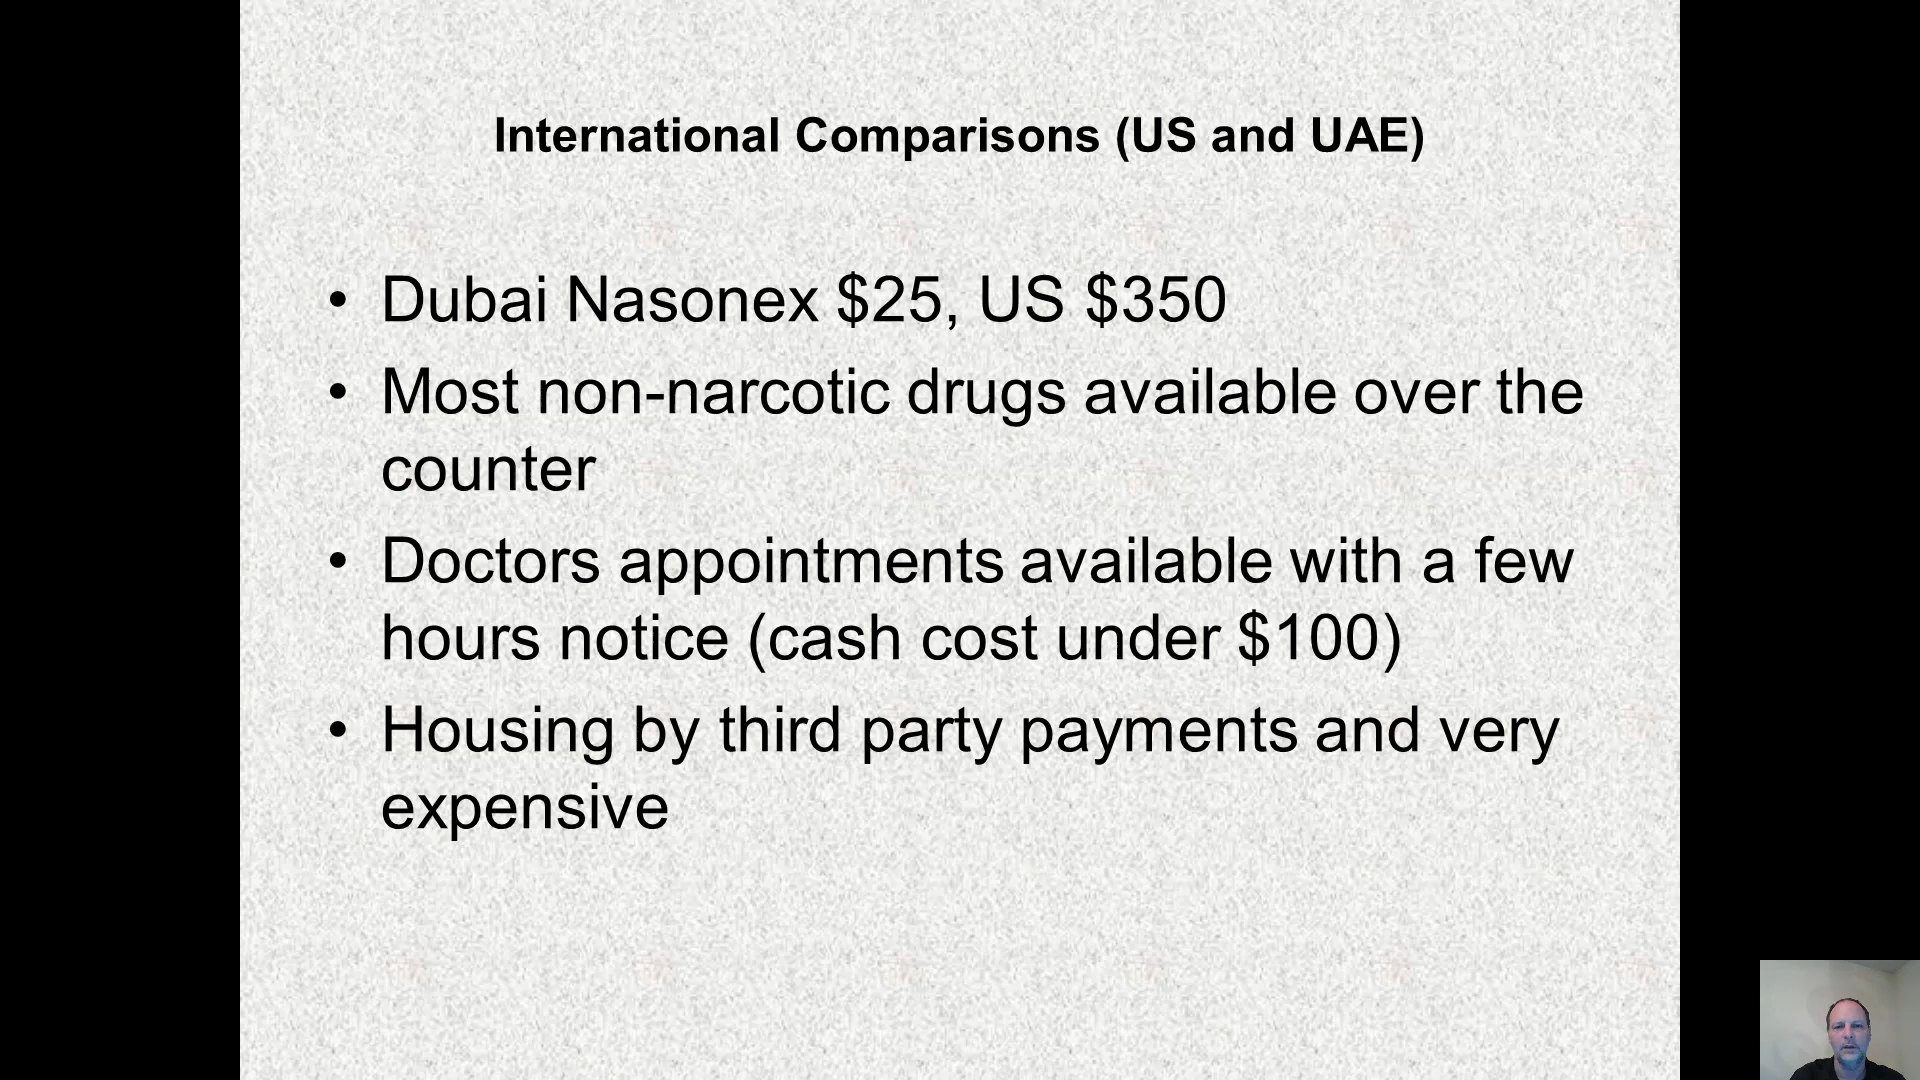 International Comparisons (US and UAE)
• Dubai Nasonex $25, US $350
• Most non-narcotic drugs available over the
counter
• Doctors appointments available with a few
hours notice (cash cost under $100)
• Housing by third party payments and very
expensive